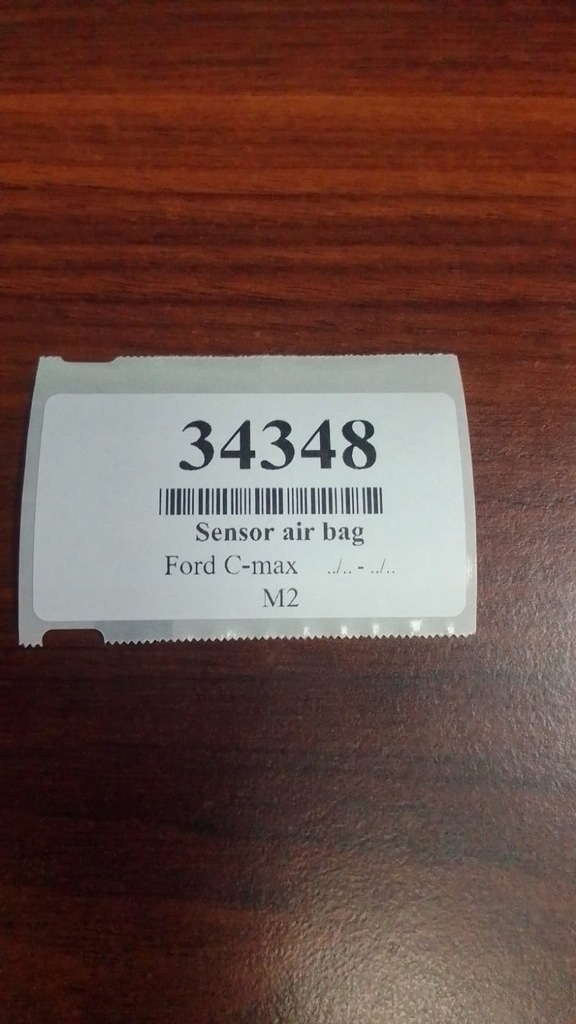 34348
Sensor air bag
Ford C-max ../.. - ../..
M2